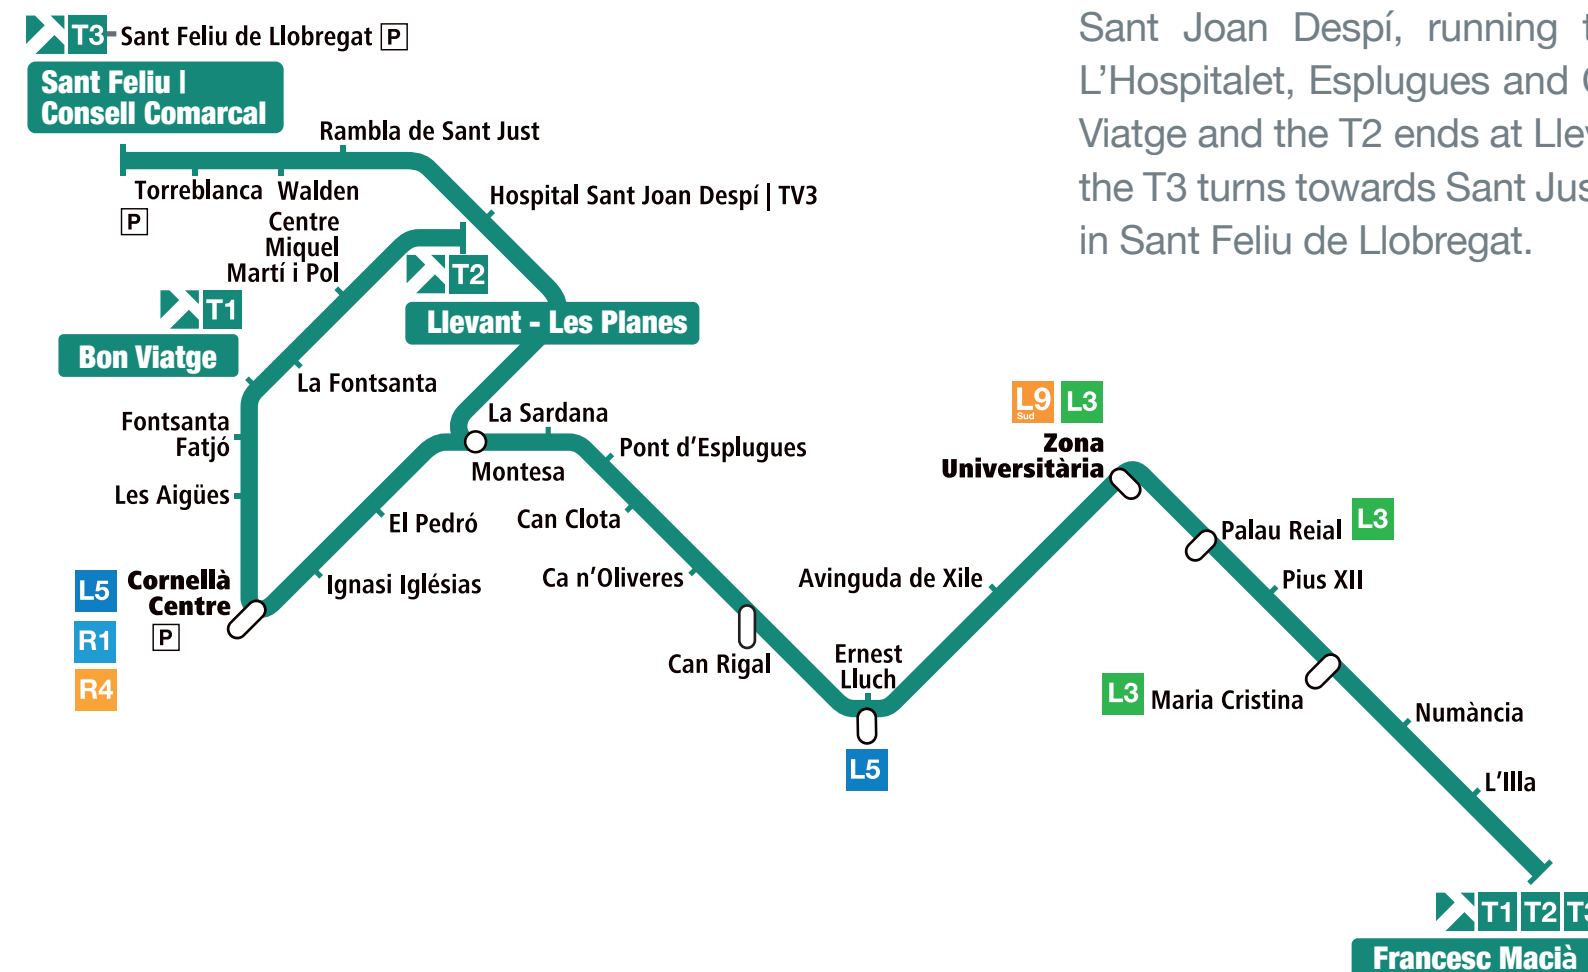 T3 Sant Feliu de Llobregat P
Sant Feliu |
Consell Comarcal
Rambla de Sant Just
Torreblanca
P
Walden
Hospital Sant Joan Despí | TV3
Centre
Miquel
Martí i Pol
T2
Llevant - Les Planes
T1
Bon Viatge
La Fontsanta
Fontsanta
Fatjó
Les Aigües
Cornellà
Centre
P
L5
R1
R4
Ignasi Iglésias
El Pedró
Montesa
La Sardana
Pont d'Esplugues
Can Clota
Ca n'Oliveres
Can Rigal
Ernest
Lluch
L5
Avinguda de Xile
L9 L3
Sud
Zona
Universitària
Palau Reial L3
Pius XII
L3 Maria Cristina
Numància
L'Illa
T1 T2 T3
Francesc Macià
Sant Joan Despí, running
L'Hospitalet, Esplugues and
Viatge and the T2 ends at
the T3 turns towards Sant
in Sant Feliu de Llobregat.